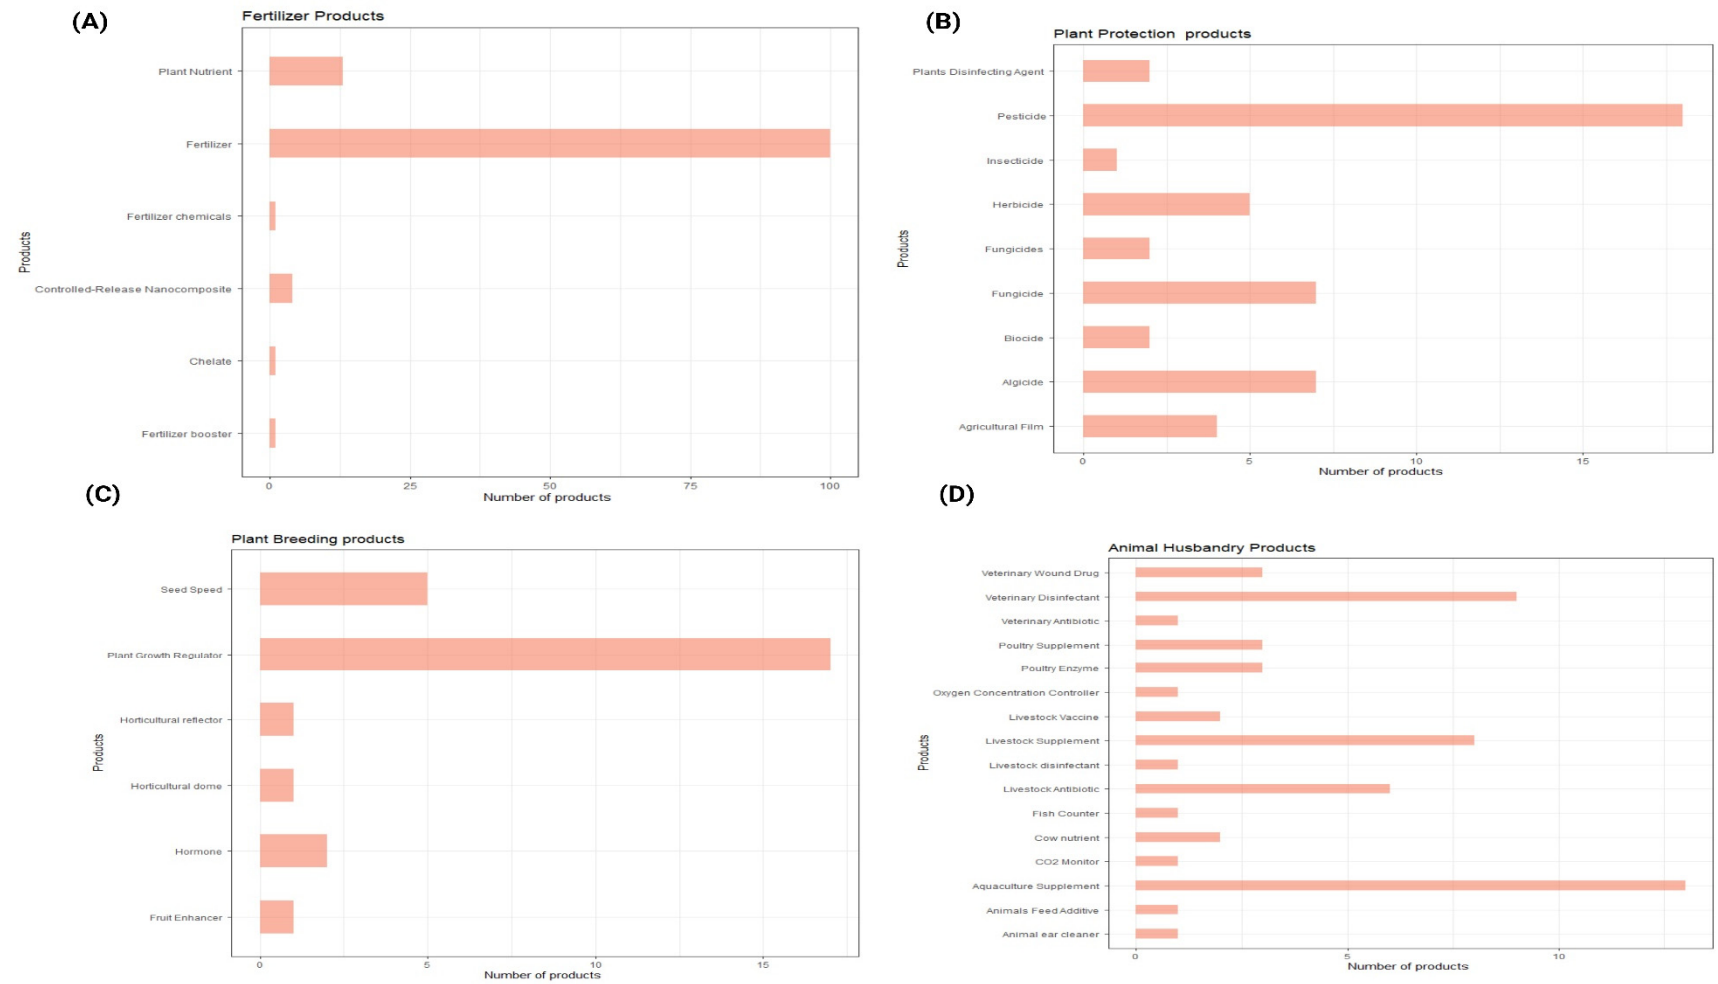 (A)
Fertilizer Products
Plant Nutrient
Fertilizer
Fertilizer chemicals
Controlled-Release Nanocomposite
Chelate
Fertilizer booster
Products
0 25 50 75 100
Number of products
(B)
Plant Protection products
Plants Disinfecting Agent
Pesticide
Insecticide
Herbicide
Fungicides
Fungicide
Biocide
Algicide
Agricultural Film
Products
0 5 10 15
Number of products
(C)
Plant Breeding products
Seed Speed
Plant Growth Regulator
Horticultural reflector
Horticultural dome
Hormone
Fruit Enhancer
Products
0 5 10 15
Number of products
(D)
Animal Husbandry Products
Veterinary Wound Drug
Veterinary Disinfectant
Veterinary Antibiotic
Poultry Supplement
Poultry Enzyme
Oxygen Concentration Controller
Livestock Vaccine
Livestock Supplement
Livestock disinfectant
Livestock Antibiotic
Fish Counter
Cow nutrient
CO2 Monitor
Aquaculture Supplement
Animals Feed Additive
Animal ear cleaner
Products
0 5 10
Number of products